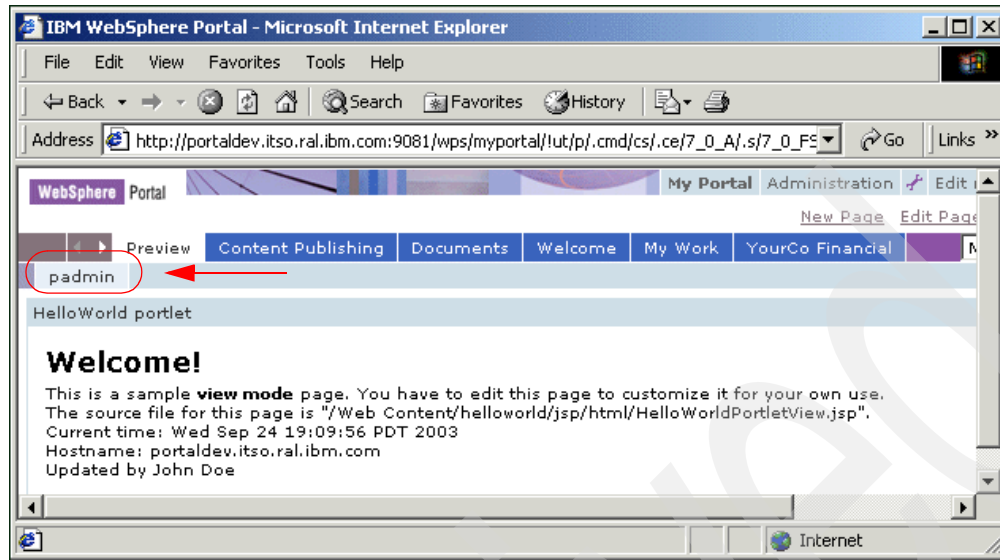 IBM WebSphere Portal - Microsoft Internet Explorer
File Edit View Favorites Tools Help
Back Search Favorites History
Address http://portaldev.itso.ral.ibm.com:9081/wps/myportal/!ut/p/.cmd/cs/.ce/7_0_A/.s/7_0_F Go Links »
WebSphere Portal My Portal Administration Edit
New Page Edit Page
Preview Content Publishing Documents Welcome My Work YourCo Financial
padmin
HelloWorld portlet
Welcome!
This is a sample view mode page. You have to edit this page to customize it for your own use.
The source file for this page is "/Web Content/helloworld/jsp/html/HelloWorldPortletView.jsp".
Current time: Wed Sep 24 19:09:56 PDT 2003
Hostname: portaldev.itso.ral.ibm.com
Updated by John Doe
Internet